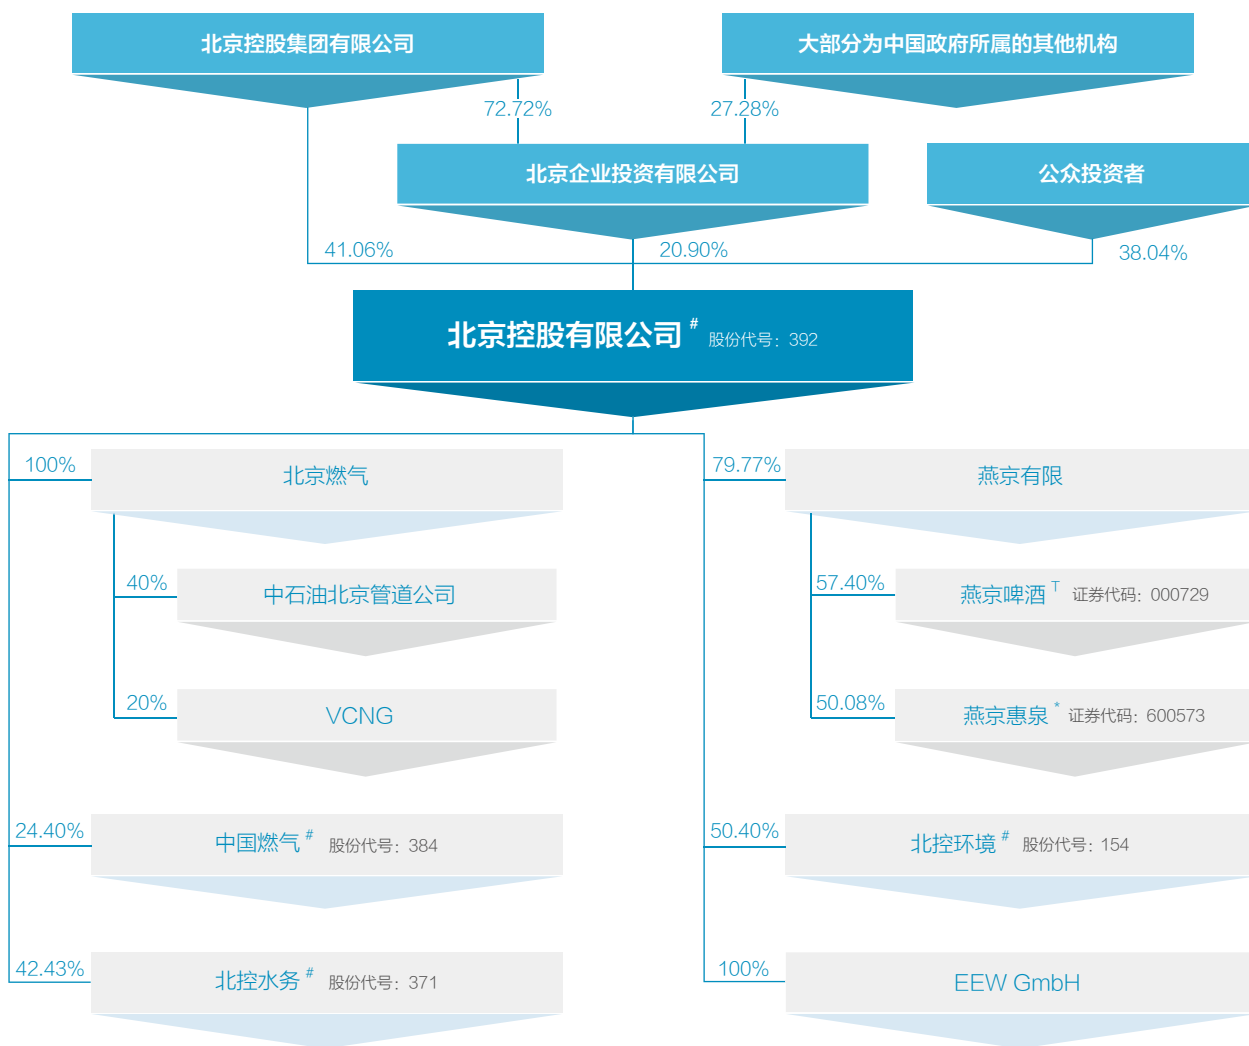 北京控股集团有限公司
大部分为中国政府所属的其他机构
72.72%
27.28%
北京企业投资有限公司
公众投资者
41.06%
20.90%
38.04%
北京控股有限公司 # 股份代号：392
100%
北京燃气
79.77%
燕京有限
40%
中石油北京管道公司
57.40%
燕京啤酒 T 证券代码：000729
20%
VCNG
50.08%
燕京惠泉 * 证券代码：600573
24.40%
中国燃气 # 股份代号：384
50.40%
北控环境 # 股份代号：154
42.43%
北控水务 # 股份代号：371
100%
EEW GmbH